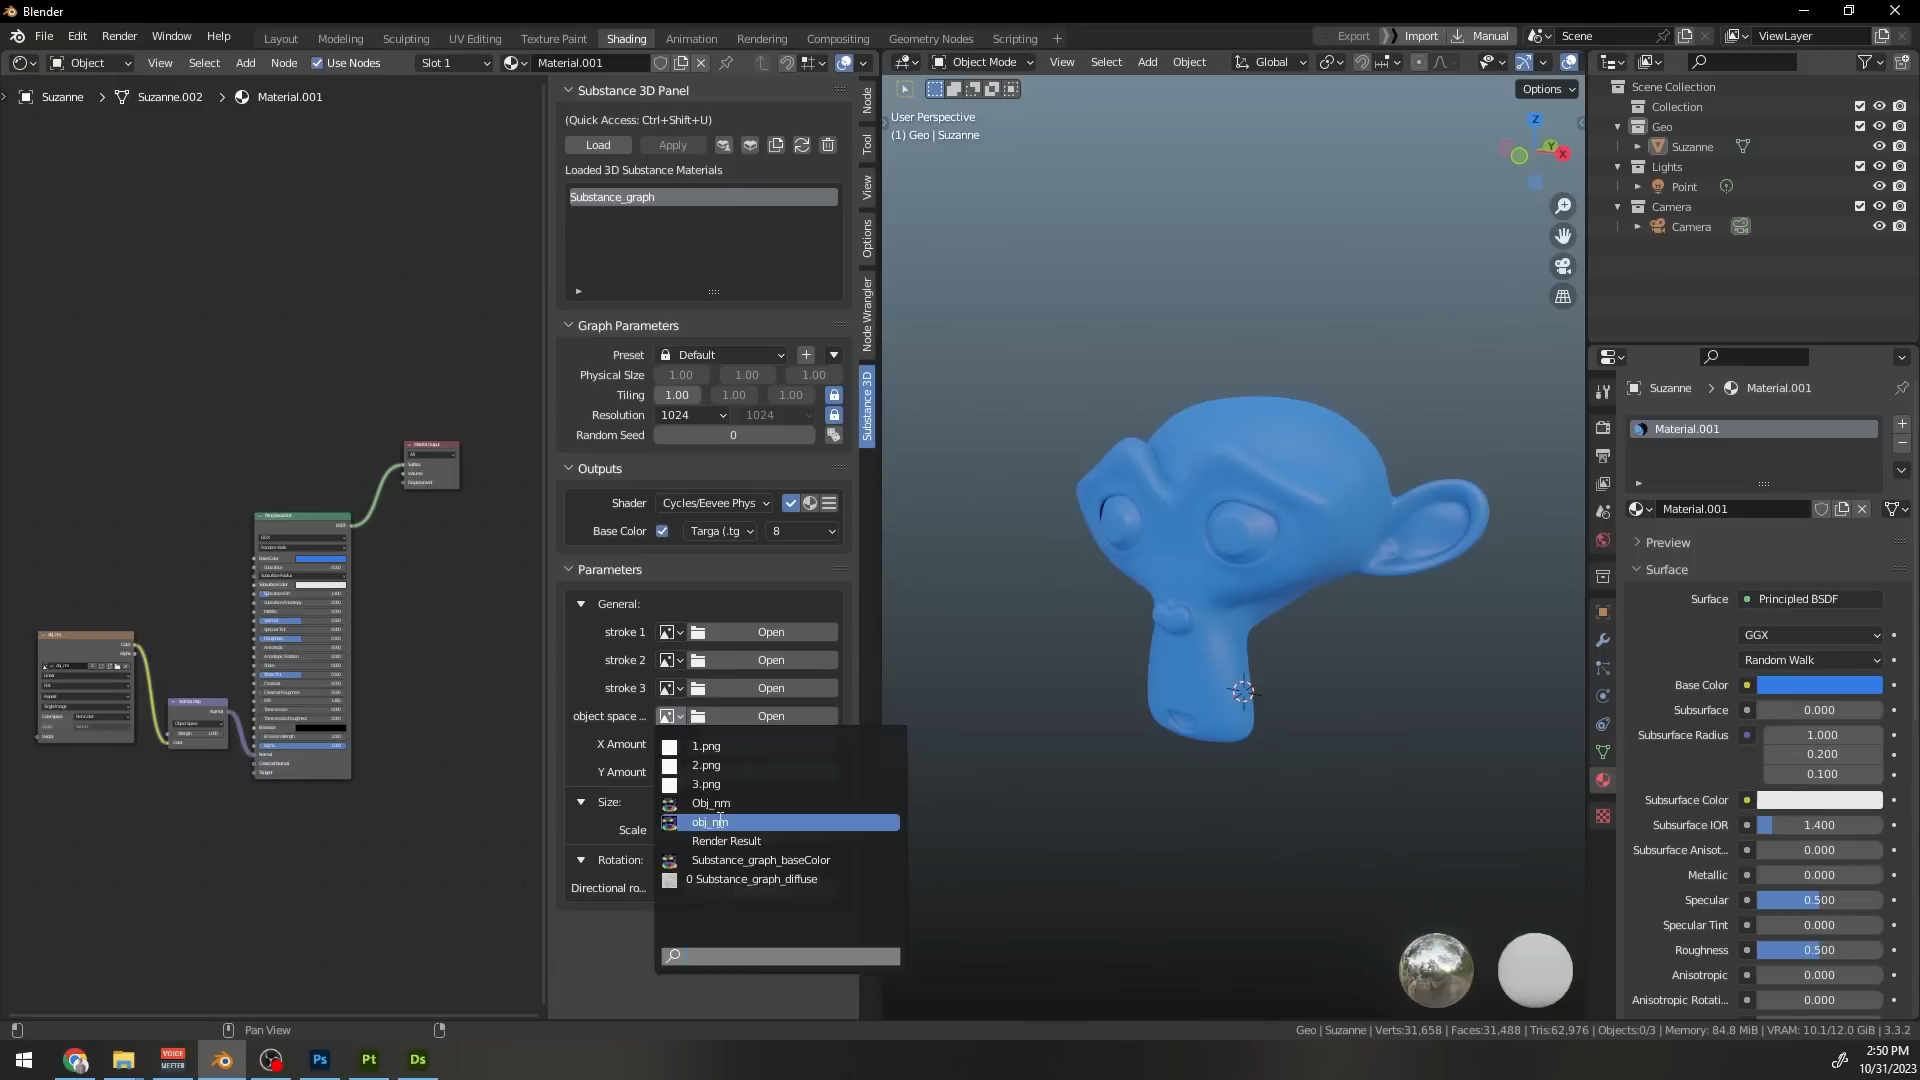 Blender
File Edit Render Window Help
Layout Modeling Sculpting UV Editing Texture Paint Shading Animation Rendering Compositing Geometry Nodes Scripting +
Export Import Manual Scene ViewLayer
Object View Select Add Node Use Nodes Slot 1 Material.001
Object Mode View Select Add Object Global
Suzanne > Suzanne.002 > Material.001
Options
User Perspective
(1) Geo | Suzanne
Z
Y
X
Substance 3D Panel
(Quick Access: Ctrl+Shift+U)
Load Apply
Loaded 3D Substance Materials
Substance_graph
Graph Parameters
Preset Default
Physical Size 1.00 1.00 1.00
Tiling 1.00 1.00 1.00
Resolution 1024 1024
Random Seed 0
Outputs
Shader Cycles/Eevee Phys
Base Color Targa (.tg 8
Parameters
General:
stroke 1 Open
stroke 2 Open
stroke 3 Open
object space ... Open
X Amount
Y Amount
Size:
Scale
Rotation:
Directional ro...
1.png
2.png
3.png
Obj_nm
obj_nm
Render Result
Substance_graph_baseColor
0 Substance_graph_diffuse
Node
Tool
View
Options
Node Wrangler
Substance 3D
Scene Collection
Collection
Geo
Suzanne
Lights
Point
Camera
Camera
Suzanne > Material.001
Material.001
Material.001
Preview
Surface
Surface Principled BSDF
GGX
Random Walk
Base Color
Subsurface 0.000
Subsurface Radius 1.000
0.200
0.100
Subsurface Color
Subsurface IOR 1.400
Subsurface Anisot... 0.000
Metallic 0.000
Specular 0.500
Specular Tint 0.000
Roughness 0.500
Anisotropic 0.000
Anisotropic Rotati... 0.000
Pan View
Geo | Suzanne | Verts:31,658 | Faces:31,488 | Tris:62,976 | Objects:0/3 | Memory: 84.8 MiB | VRAM: 10.1/12.0 GiB | 3.3.2
VOICE
MEETER
Ps Pt Ds
2:50 PM
10/31/2023